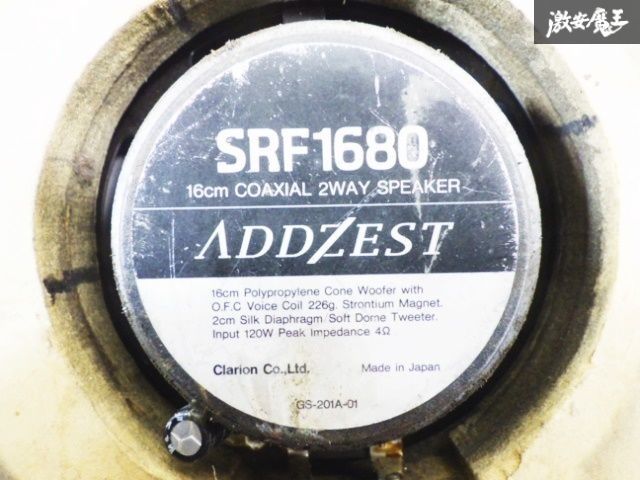 激安魔王
SRF1680
16cm COAXIAL 2WAY SPEAKER
ADDZEST
16cm Polypropylene Cone Woofer with
O.F.C Voice Coil 226g. Strontium Magnet.
2cm Silk Diaphragm/Soft Dorne Tweeter.
Input 120W Peak Impedance 4Ω
Clarion Co.,Ltd. Made in Japan
GS-201A-01